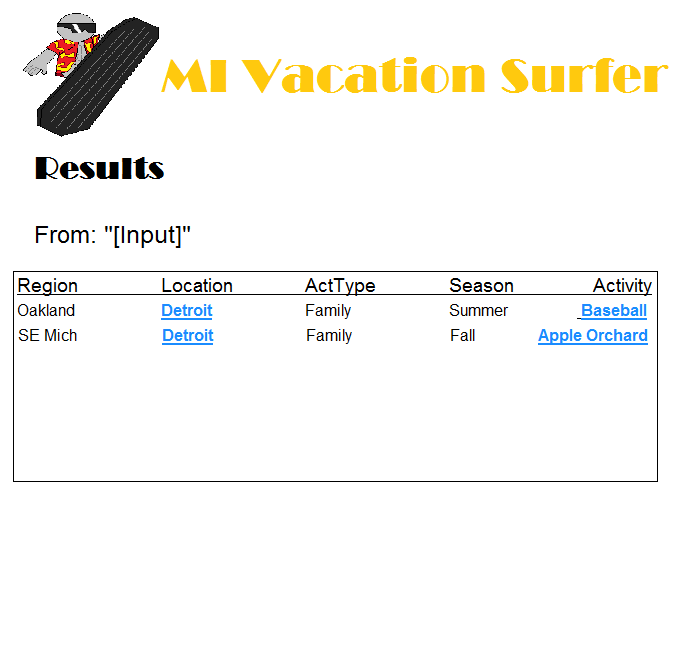 MI Vacation Surfer
Results
From: "[Input]"
Region Location ActType Season Activity
Oakland Detroit Family Summer Baseball
SE Mich Detroit Family Fall Apple Orchard